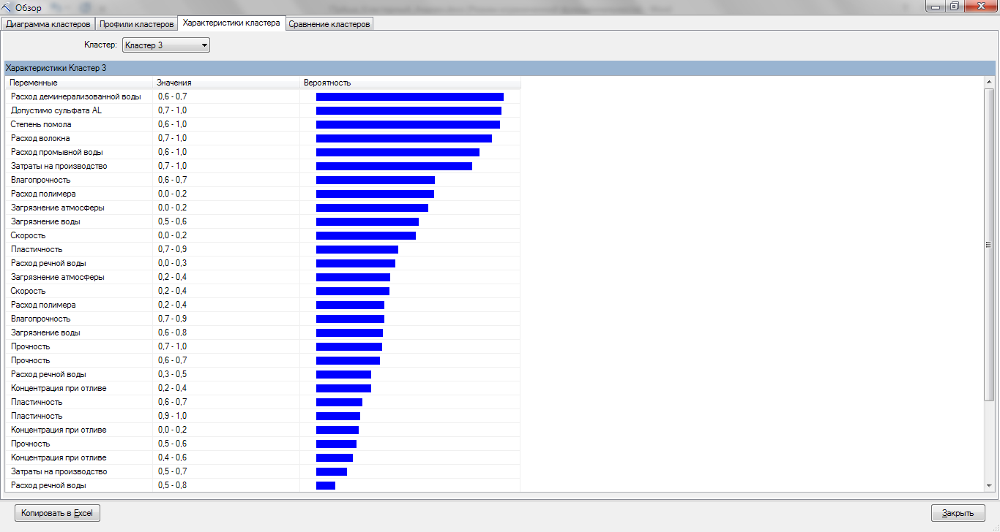 Обзор
Диаграмма кластеров Профили кластеров Характеристики кластера Сравнение кластеров
Кластер: Кластер 3
Характеристики Кластер 3
Переменные Значения Вероятность
Расход деминерализованной воды 0,6 - 0,7
Допустимо сульфата AL 0,7 - 1,0
Степень помола 0,6 - 1,0
Расход волокна 0,7 - 1,0
Расход промывной воды 0,6 - 1,0
Затраты на производство 0,7 - 1,0
Влагопрочность 0,6 - 0,7
Расход полимера 0,0 - 0,2
Загрязнение атмосферы 0,0 - 0,2
Загрязнение воды 0,5 - 0,6
Скорость 0,0 - 0,2
Пластичность 0,7 - 0,9
Расход речной воды 0,0 - 0,3
Загрязнение атмосферы 0,2 - 0,4
Скорость 0,2 - 0,4
Расход полимера 0,2 - 0,4
Влагопрочность 0,7 - 0,9
Загрязнение воды 0,6 - 0,8
Прочность 0,7 - 1,0
Прочность 0,6 - 0,7
Расход речной воды 0,3 - 0,5
Концентрация при отливе 0,2 - 0,4
Пластичность 0,6 - 0,7
Пластичность 0,9 - 1,0
Концентрация при отливе 0,0 - 0,2
Прочность 0,5 - 0,6
Концентрация при отливе 0,4 - 0,6
Затраты на производство 0,5 - 0,7
Расход речной воды 0,5 - 0,8
Копировать в Excel Закрыть